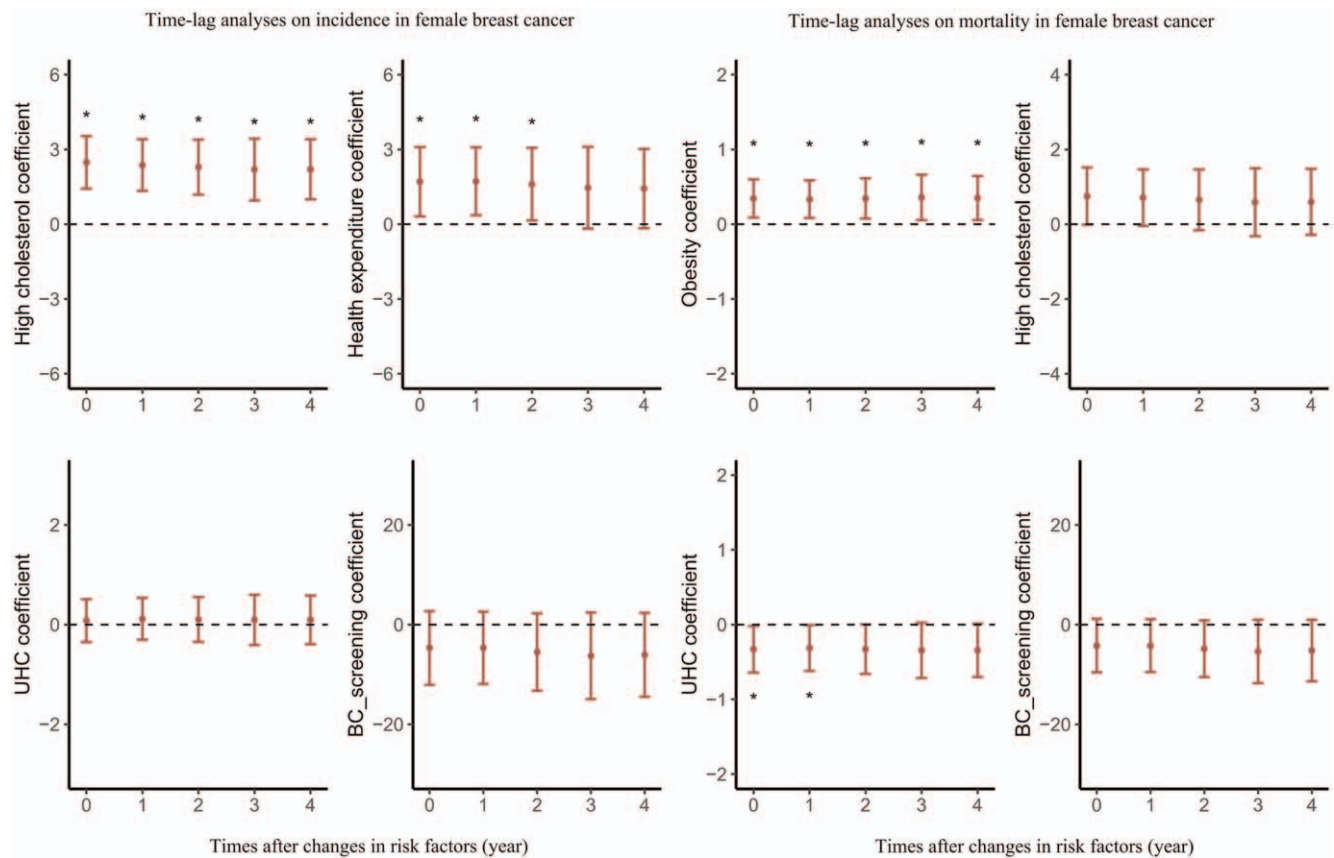 Time-lag analyses on incidence in female breast cancer
Time-lag analyses on mortality in female breast cancer
High cholesterol coefficient
6
3
0
−3
−6
* * * * *
0 1 2 3 4
Health expenditure coefficient
6
3
0
−3
−6
* * *
0 1 2 3 4
Obesity coefficient
2
1
0
−1
−2
* * * * *
0 1 2 3 4
High cholesterol coefficient
4
2
0
−2
−4
0 1 2 3 4
UHC coefficient
2
0
−2
0 1 2 3 4
BC_screening coefficient
20
0
−20
0 1 2 3 4
UHC coefficient
2
1
0
−1
−2
* *
0 1 2 3 4
BC_screening coefficient
20
0
−20
0 1 2 3 4
Times after changes in risk factors (year)
Times after changes in risk factors (year)